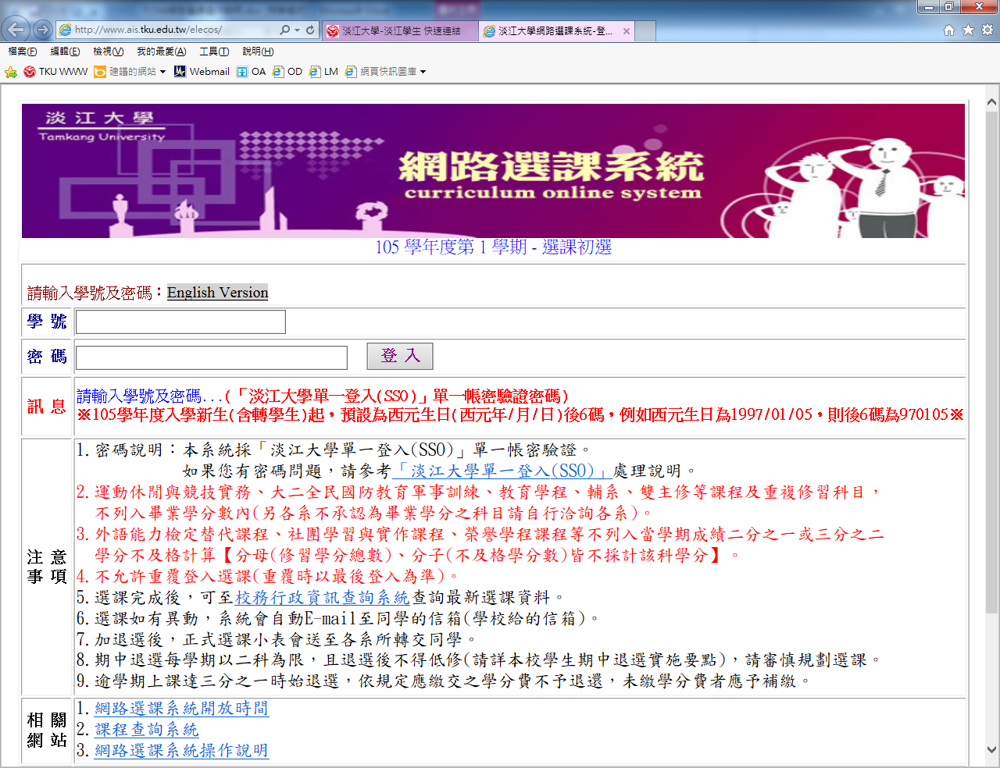 http://www.ais.tku.edu.tw/elecos/
淡江大學-淡江學生 快速連結
淡江大學網路選課系統-登...
檔案(F) 編輯(E) 檢視(V) 我的最愛(A) 工具(T) 說明(H)
TKU WWW 建議的網站 Webmail OA OD LM 網頁快訊圖庫
淡江大學
Tamkang University
網路選課系統
curriculum online system
105 學年度第 1 學期 - 選課初選
請輸入學號及密碼：English Version
學 號
密 碼 登 入
訊 息
請輸入學號及密碼...(「淡江大學單一登入(SSO)」單一帳密驗證密碼)
※105學年度入學新生(含轉學生)起，預設為西元生日(西元年/月/日)後6碼，例如西元生日為1997/01/05，則後6碼為970105※
注 意
事 項
1.密碼說明：本系統採「淡江大學單一登入(SSO)」單一帳密驗證。
如果您有密碼問題，請參考「淡江大學單一登入(SSO)」處理說明。
2.運動休閒與競技實務、大二全民國防教育軍事訓練、教育學程、輔系、雙主修等課程及重複修習科目，
不列入畢業學分數內(另各系不承認為畢業學分之科目請自行洽詢各系)。
3.外語能力檢定替代課程、社團學習與實作課程、榮譽學程課程等不列入當學期成績二分之一或三分之二
學分不及格計算【分母(修習學分總數)、分子(不及格學分數)皆不採計該科學分】。
4.不允許重覆登入選課(重覆時以最後登入為準)。
5.選課完成後，可至校務行政資訊查詢系統查詢最新選課資料。
6.選課如有異動，系統會自動E-mail至同學的信箱(學校給的信箱)。
7.加退選後，正式選課小表會送至各系所轉交同學。
8.期中退選每學期以二科為限，且退選後不得低修(請詳本校學生期中退選實施要點)，請審慎規劃選課。
9.逾學期上課達三分之一時始退選，依規定應繳交之學分費不予退還，未繳學分費者應予補繳。
相 關
網 站
1.網路選課系統開放時間
2.課程查詢系統
3.網路選課系統操作說明